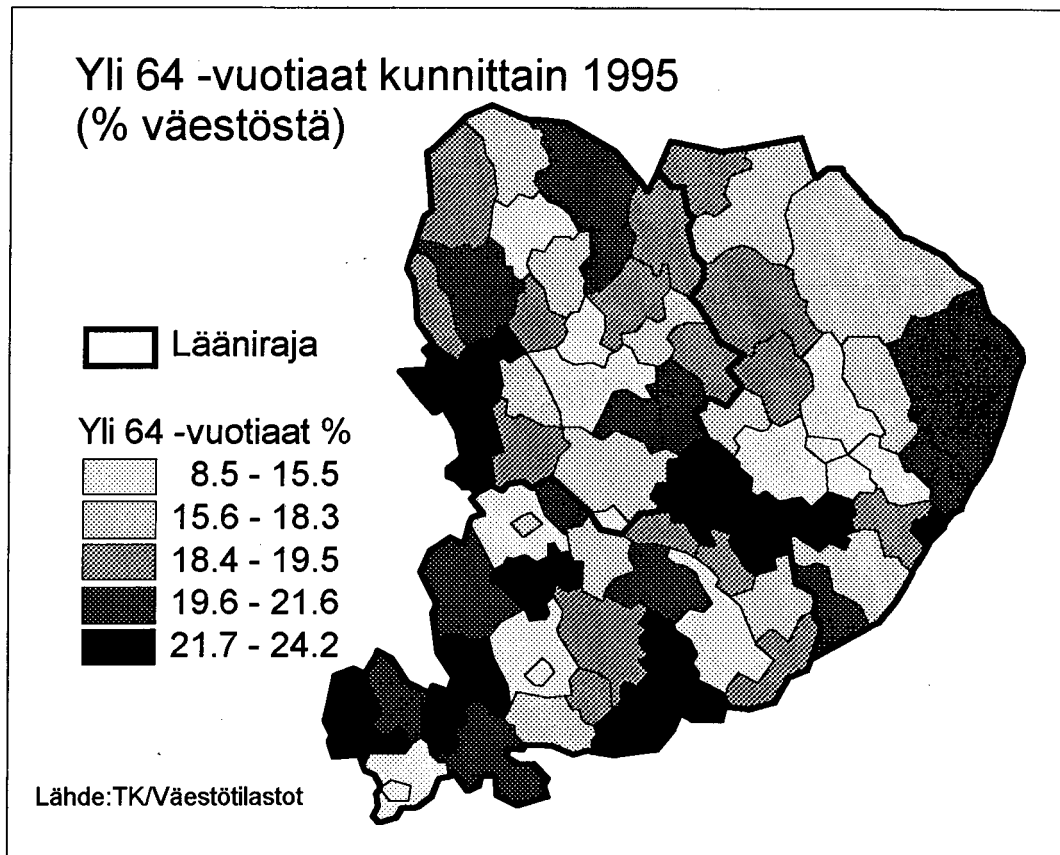 Yli 64 -vuotiaat kunnittain 1995
(% väestöstä)
Lääniraja
Yli 64 -vuotiaat %
8.5 - 15.5
15.6 - 18.3
18.4 - 19.5
19.6 - 21.6
21.7 - 24.2
Lähde:TK/Väestötilastot